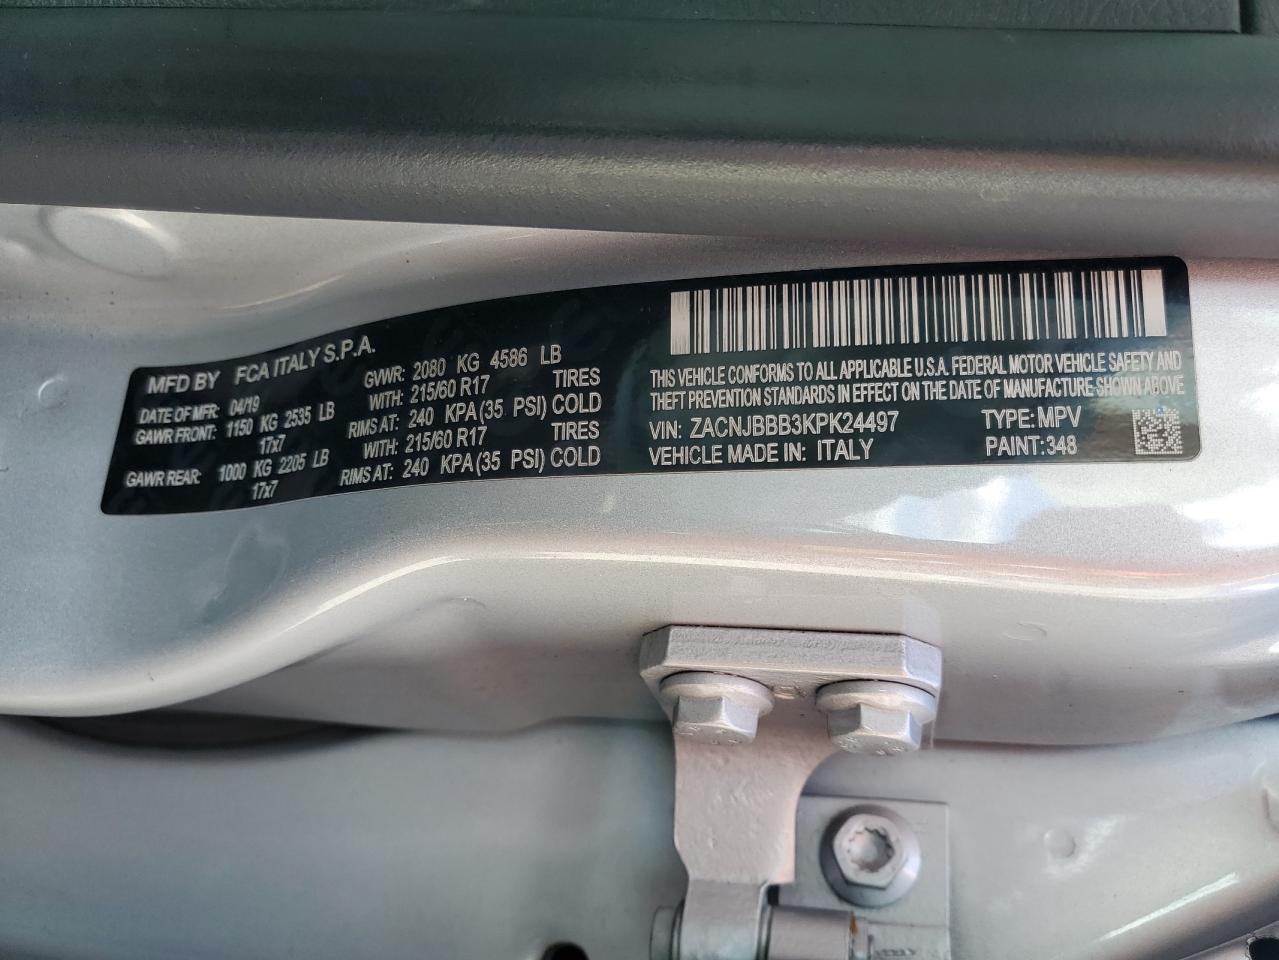 MFD BY FCA ITALY S.P.A.
DATE OF MFR: 04/19 GVWR: 2080 KG 4586 LB
GAWR FRONT: 1150 KG 2535 LB WITH: 215/60 R17 TIRES
17x7 RIMS AT: 240 KPA (35 PSI) COLD
GAWR REAR: 1000 KG 2205 LB WITH: 215/60 R17 TIRES
17x7 RIMS AT: 240 KPA (35 PSI) COLD
THIS VEHICLE CONFORMS TO ALL APPLICABLE U.S.A. FEDERAL MOTOR VEHICLE SAFETY AND
THEFT PREVENTION STANDARDS IN EFFECT ON THE DATE OF MANUFACTURE SHOWN ABOVE
VIN: ZACNJBBB3KPK24497 TYPE: MPV
VEHICLE MADE IN: ITALY PAINT: 348